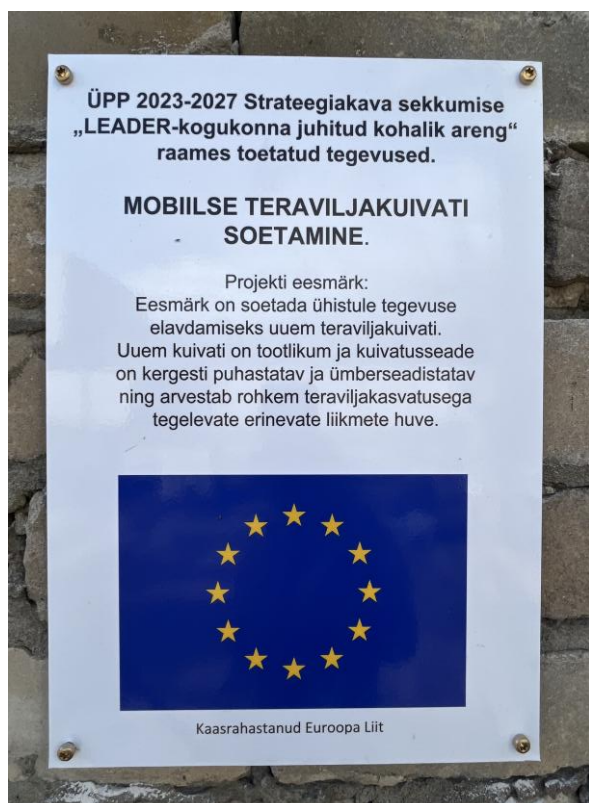 ÜPP 2023-2027 Strateegiakava sekkumise
„LEADER-kogukonna juhitud kohalik areng“
raames toetatud tegevused.
MOBIILSE TERAVILJAKUIVATI
SOETAMINE.
Projekti eesmärk:
Eesmärk on soetada ühistule tegevuse
elavdamiseks uuem teraviljakuivati.
Uuem kuivati on tootlikum ja kuivatusseade
on kergesti puhastatav ja ümberseadistatav
ning arvestab rohkem teraviljakasvatusega
tegelevate erinevate liikmete huve.
Kaasrahastanud Euroopa Liit